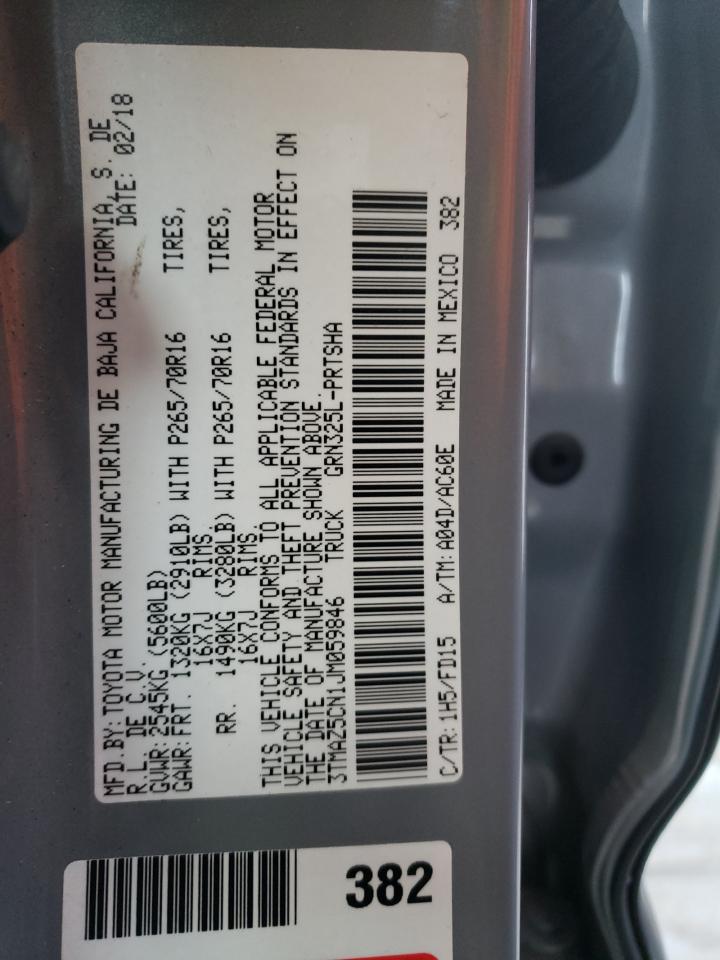 MFD.BY: TOYOTA MOTOR MANUFACTURING DE BAJA CALIFORNIA, S. DE
R.L. DE C.V. DATE: 02/18
GVWR: 2545KG (5600LB)
GAWR: FRT. 1320KG (2910LB) WITH P265/70R16 TIRES,
16X7J RIMS.
RR. 1490KG (3280LB) WITH P265/70R16 TIRES,
16X7J RIMS.
THIS VEHICLE CONFORMS TO ALL APPLICABLE FEDERAL MOTOR
VEHICLE SAFETY AND THEFT PREVENTION STANDARDS IN EFFECT ON
THE DATE OF MANUFACTURE SHOWN ABOVE.
3TMAZ5CN1JM059846 TRUCK GRN325L-PRTSHA
C/TR: 1H5/FD15 A/TM: A04D/AC60E MADE IN MEXICO 382
382